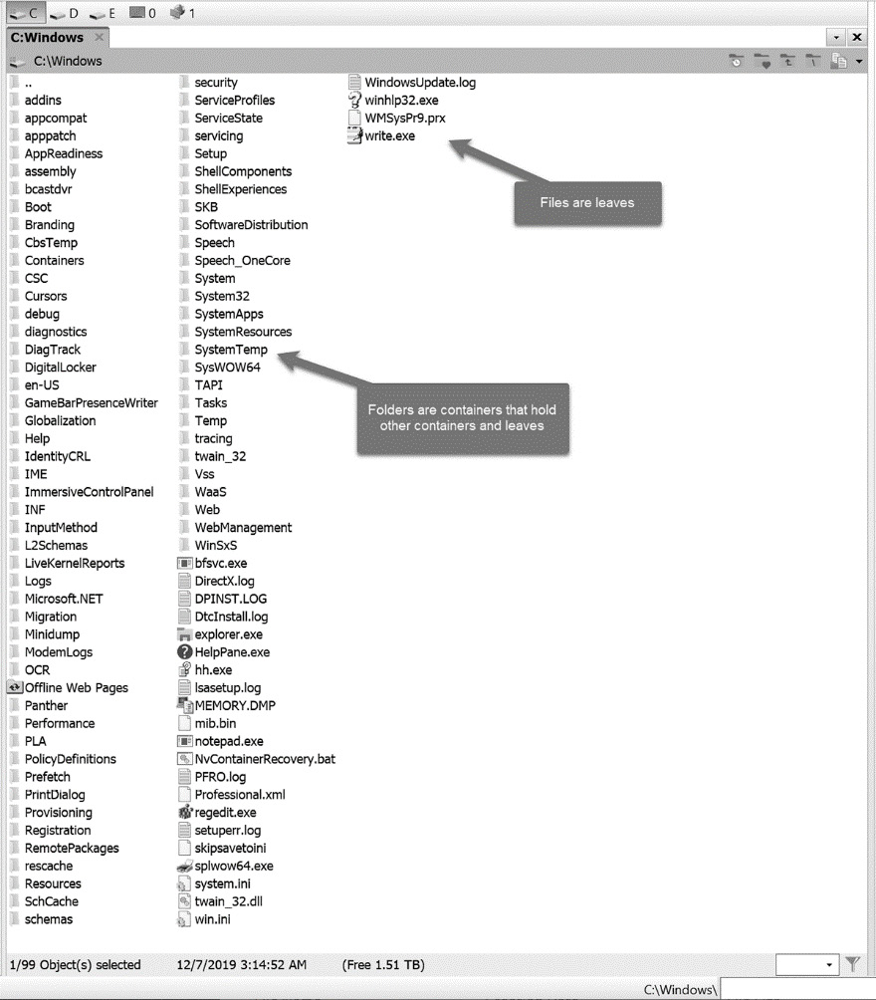 C D E 0 1
C:Windows
C:\Windows
..
addins
appcompat
apppatch
AppReadiness
assembly
bcastdvr
Boot
Branding
CbsTemp
Containers
CSC
Cursors
debug
diagnostics
DiagTrack
DigitalLocker
en-US
GameBarPresenceWriter
Globalization
Help
IdentityCRL
IME
ImmersiveControlPanel
INF
InputMethod
L2Schemas
LiveKernelReports
Logs
Microsoft.NET
Migration
Minidump
ModemLogs
OCR
Offline Web Pages
Panther
Performance
PLA
PolicyDefinitions
Prefetch
PrintDialog
Provisioning
Registration
RemotePackages
rescache
Resources
SchCache
schemas
security
ServiceProfiles
ServiceState
servicing
Setup
ShellComponents
ShellExperiences
SKB
SoftwareDistribution
Speech
Speech_OneCore
System
System32
SystemApps
SystemResources
SystemTemp
SysWOW64
TAPI
Tasks
Temp
tracing
twain_32
Vss
WaaS
Web
WebManagement
WinSxS
bfsvc.exe
DirectX.log
DPINST.LOG
DtcInstall.log
explorer.exe
HelpPane.exe
hh.exe
lsasetup.log
MEMORY.DMP
mib.bin
notepad.exe
NvContainerRecovery.bat
PFRO.log
Professional.xml
regedit.exe
setuperr.log
skipsavetoini
splwow64.exe
system.ini
twain_32.dll
win.ini
WindowsUpdate.log
winhlp32.exe
WMSysPr9.prx
write.exe
Files are leaves
Folders are containers that hold
other containers and leaves
1/99 Object(s) selected 12/7/2019 3:14:52 AM (Free 1.51 TB)
C:\Windows\